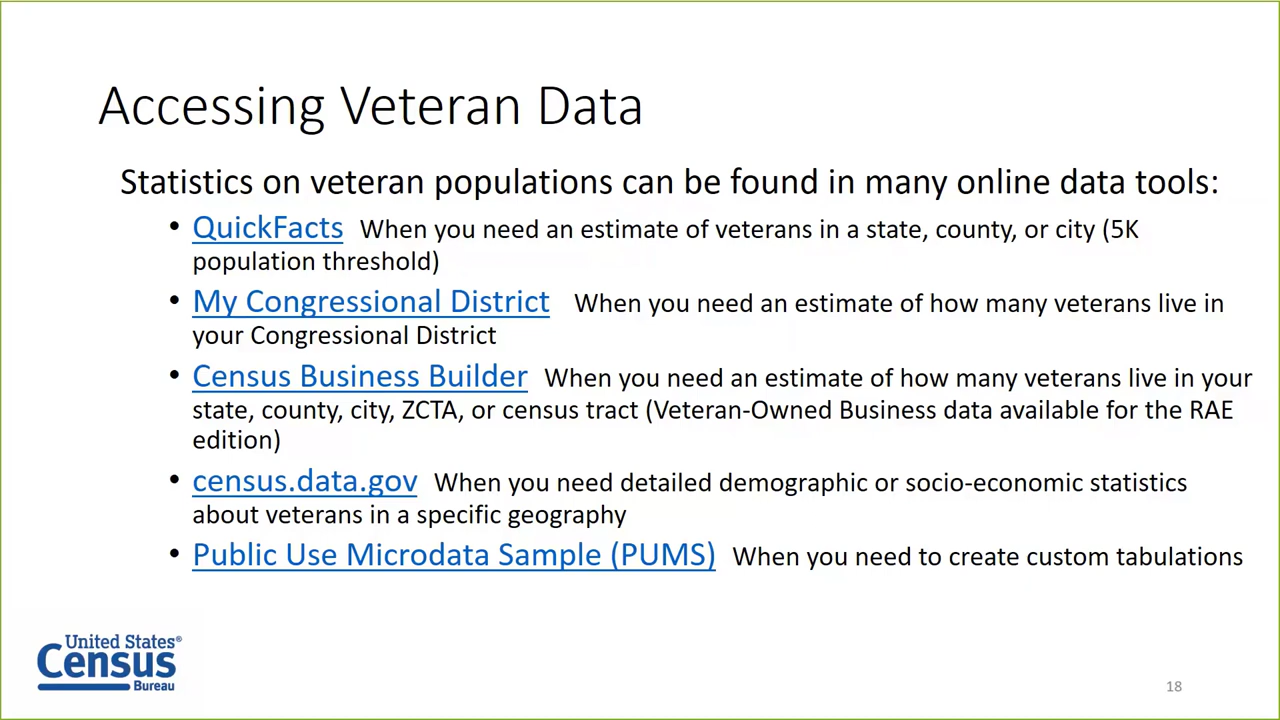 Accessing Veteran Data
Statistics on veteran populations can be found in many online data tools:
• QuickFacts When you need an estimate of veterans in a state, county, or city (5K
population threshold)
• My Congressional District When you need an estimate of how many veterans live in
your Congressional District
• Census Business Builder When you need an estimate of how many veterans live in your
state, county, city, ZCTA, or census tract (Veteran-Owned Business data available for the RAE
edition)
• census.data.gov When you need detailed demographic or socio-economic statistics
about veterans in a specific geography
• Public Use Microdata Sample (PUMS) When you need to create custom tabulations
United States®
Census
Bureau
18